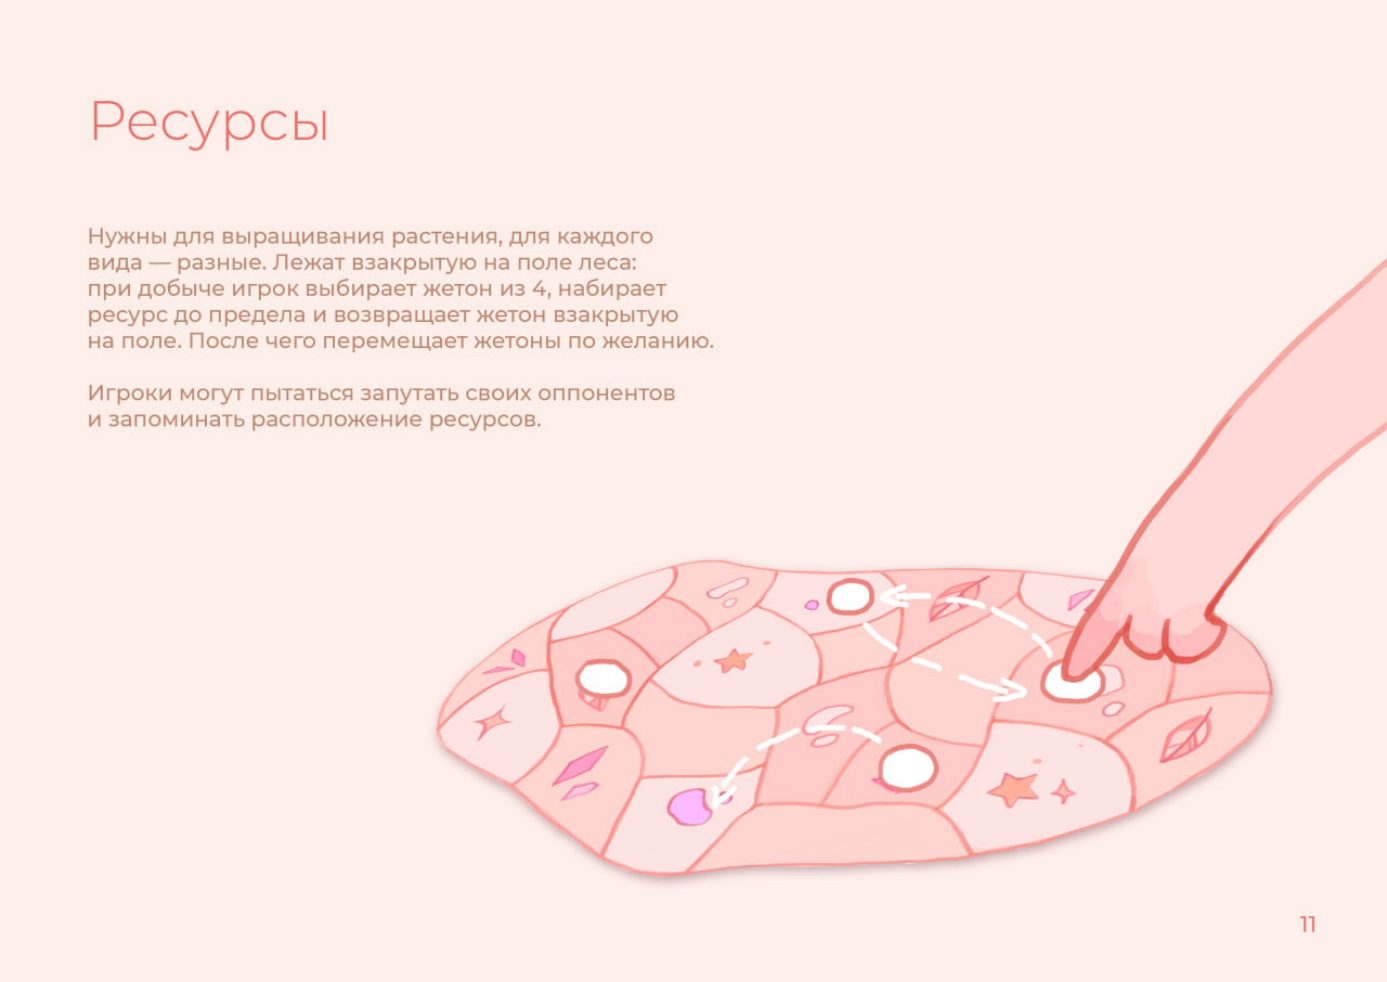 Ресурсы
Нужны для выращивания растения, для каждого
вида — разные. Лежат взакрытую на поле леса:
при добыче игрок выбирает жетон из 4, набирает
ресурс до предела и возвращает жетон взакрытую
на поле. После чего перемещает жетоны по желанию.
Игроки могут пытаться запутать своих оппонентов
и запоминать расположение ресурсов.
11